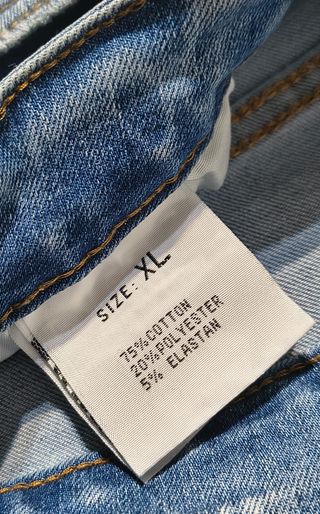 SIZE: XL
75%COTTON
20%POLYESTER
5% ELASTAN